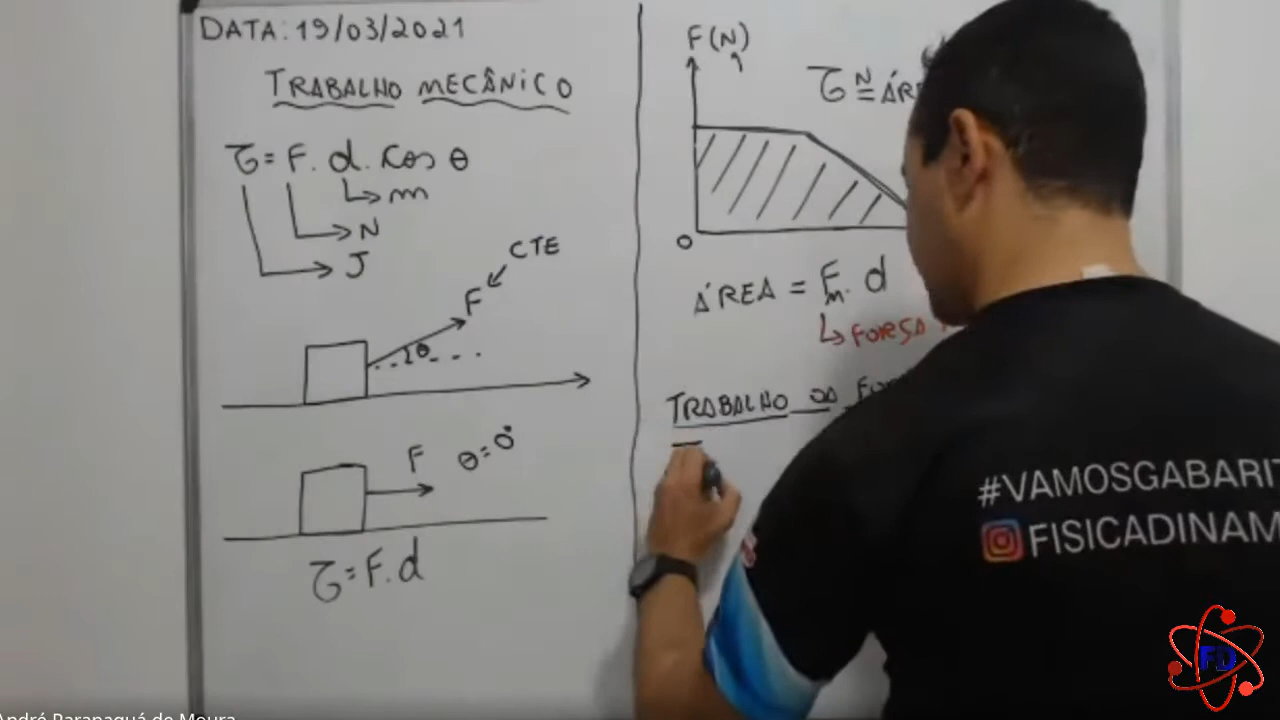 DATA: 19/03/2021
TRABALHO MECÂNICO
τ = F. d. cos θ
m
N
J
CTE
F
θ
F θ=0°
τ = F. d
F (N)
τ N= ÁRE
0
ÁREA = Fm. d
FORÇA
TRABALHO DA
#VAMOSGABARIT
FISICADINAM
FD
André Paranaguá de Moura